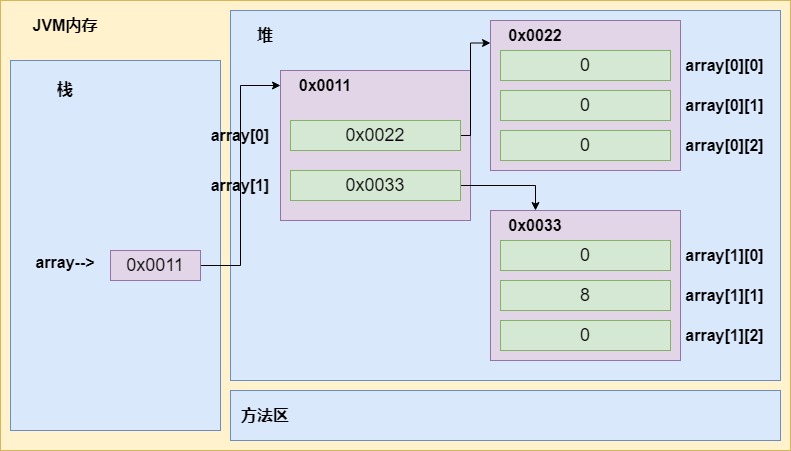 JVM内存
栈
array-->
0x0011
堆
0x0011
array[0]
0x0022
array[1]
0x0033
0x0022
0
array[0][0]
0
array[0][1]
0
array[0][2]
0x0033
0
array[1][0]
8
array[1][1]
0
array[1][2]
方法区